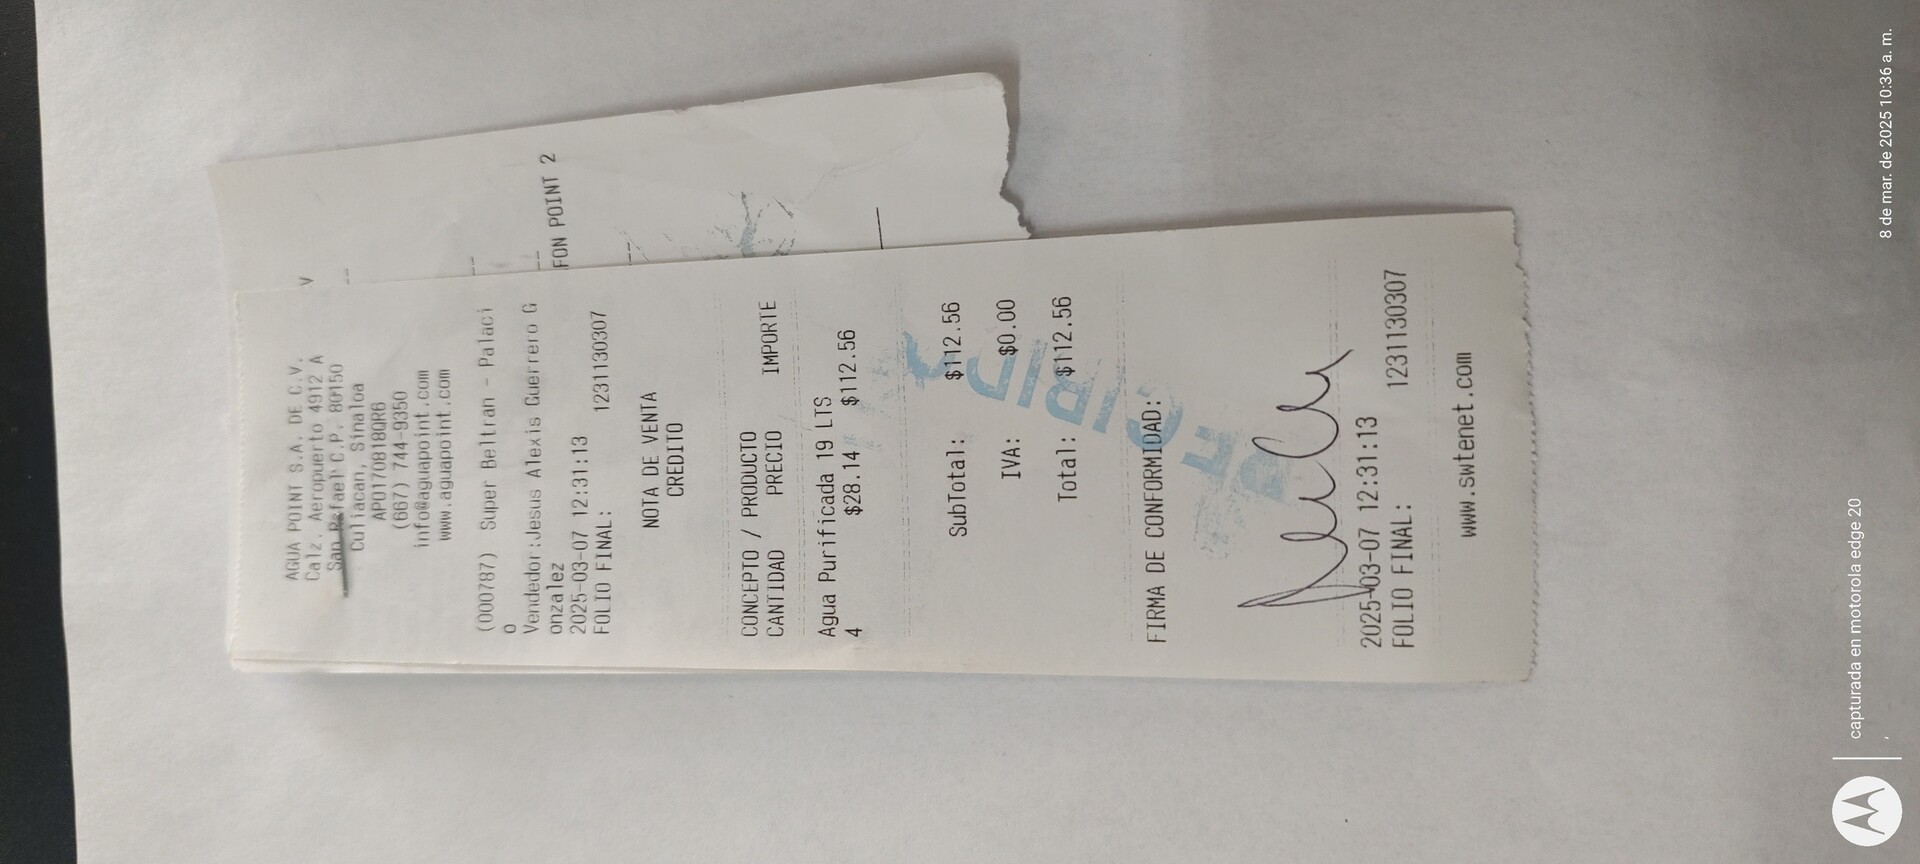 AGUA POINT S.A. DE C.V.
Calz. Aeropuerto 4912 A
San Rafael C.P. 80150
Culiacan, Sinaloa
APO170818QR6
(667) 744-9350
info@aguapoint.com
www.aguapoint.com
(000787) Super Beltran - Palaci
o
Vendedor:Jesus Alexis Guerrero G
onzalez
2025-03-07 12:31:13
FOLIO FINAL: 1231130307
NOTA DE VENTA
CREDITO
CONCEPTO / PRODUCTO
CANTIDAD PRECIO IMPORTE
Agua Purificada 19 LTS
4 $28.14 $112.56
SubTotal: $112.56
IVA: $0.00
Total: $112.56
FIRMA DE CONFORMIDAD:
2025-03-07 12:31:13
FOLIO FINAL: 1231130307
www.swtenet.com
V
FON POINT 2
RECIBIDO
capturada en motorola edge 20
8 de mar. de 2025 10:36 a. m.